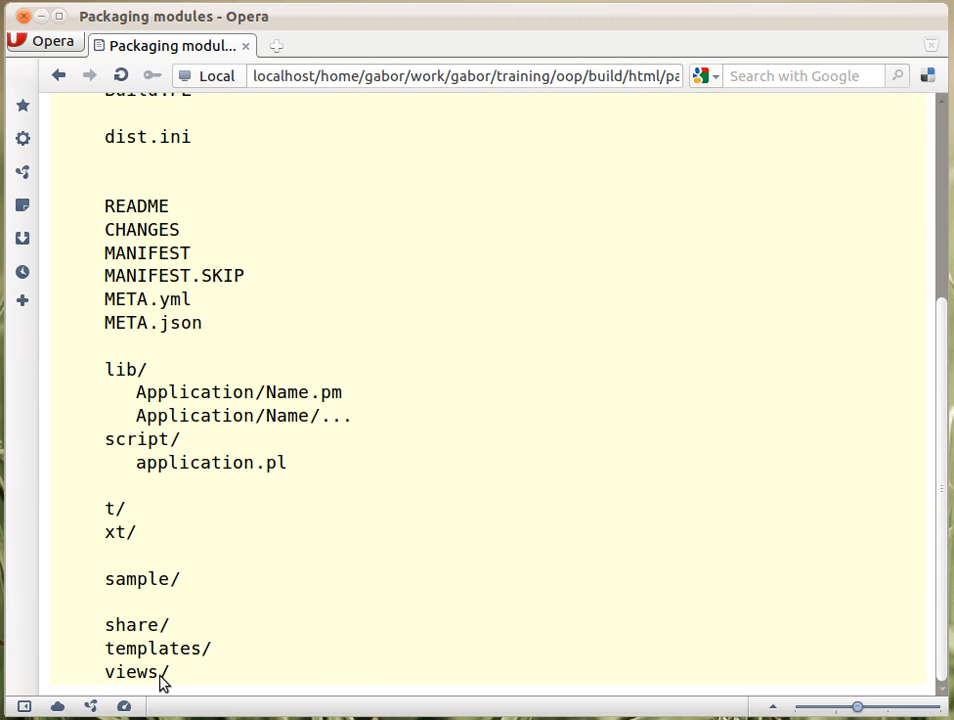 Packaging modules - Opera
Opera
Packaging modul...
Local
localhost/home/gabor/work/gabor/training/oop/build/html/pa
Search with Google
Build.PL
dist.ini
README
CHANGES
MANIFEST
MANIFEST.SKIP
META.yml
META.json
lib/
Application/Name.pm
Application/Name/...
script/
application.pl
t/
xt/
sample/
share/
templates/
views/